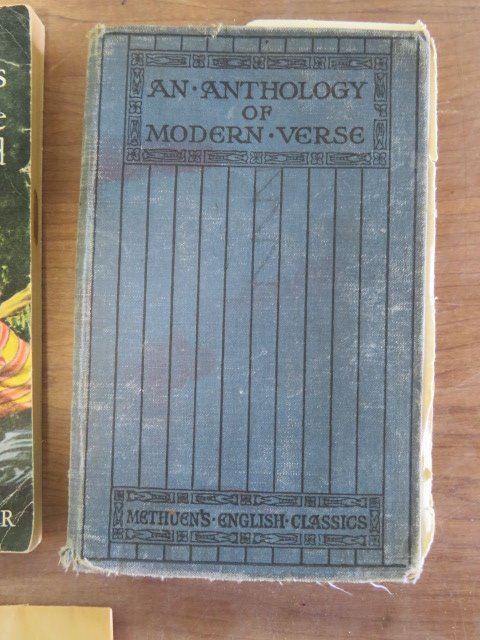 AN·ANTHOLOGY
OF
MODERN·VERSE
METHUEN'S·ENGLISH·CLASSICS
s
e
d
R